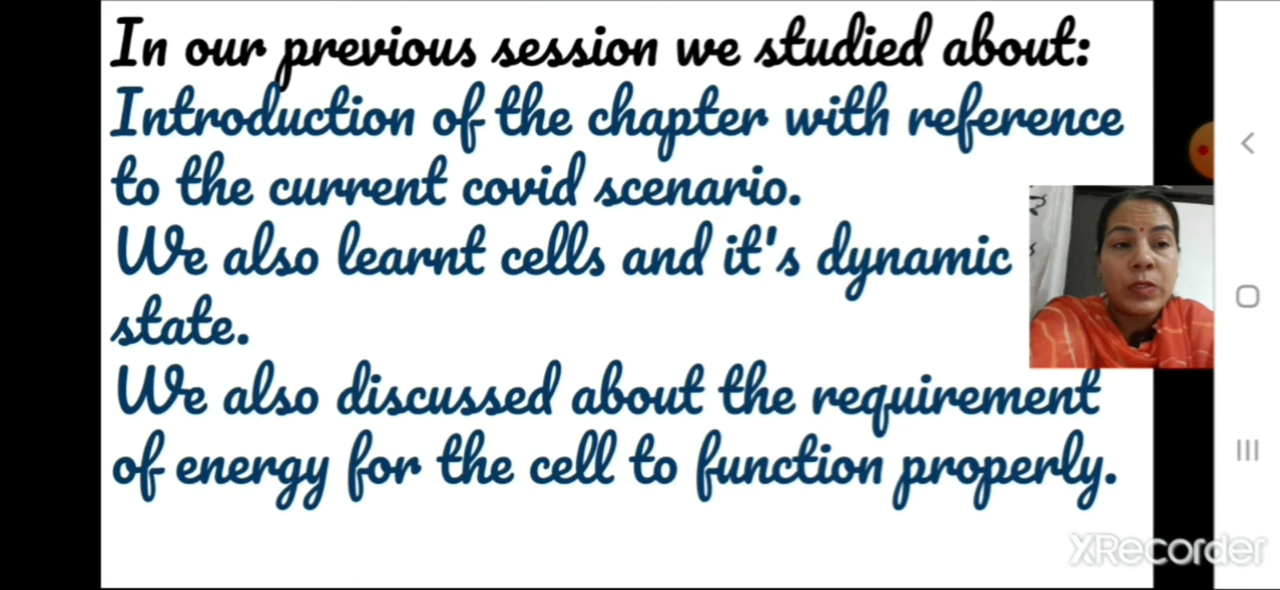 In our previous session we studied about:
Introduction of the chapter with reference
to the current covid scenario.
We also learnt cells and it's dynamic
state.
We also discussed about the requirement
of energy for the cell to function properly.
XRecorder